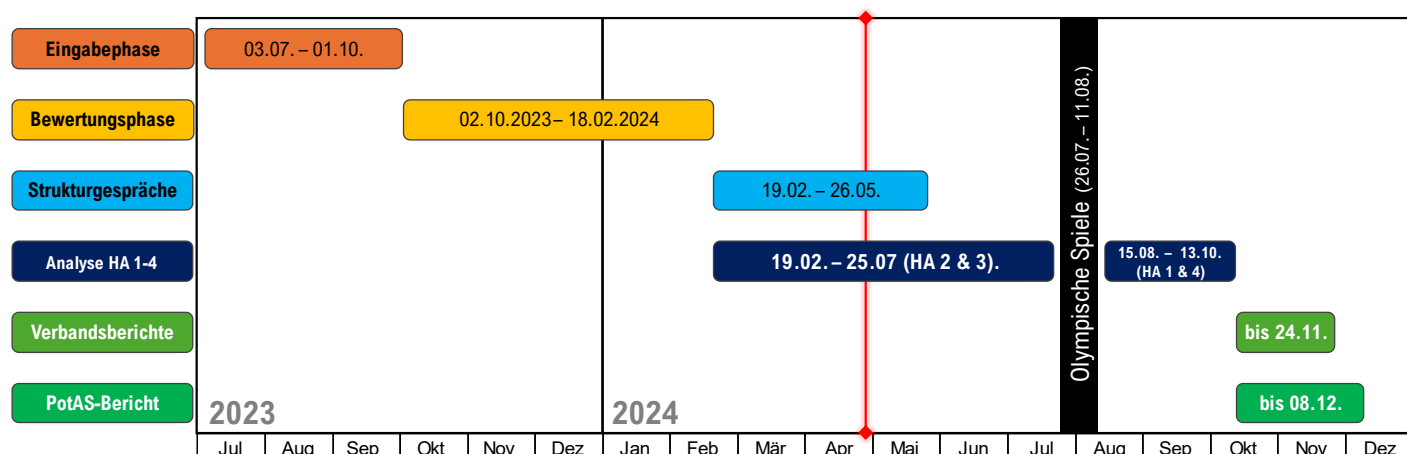 Eingabephase
03.07. – 01.10.
Bewertungsphase
02.10.2023– 18.02.2024
Strukturgespräche
19.02. – 26.05.
Analyse HA 1-4
19.02. – 25.07 (HA 2 & 3).
15.08. – 13.10.
(HA 1 & 4)
Olympische Spiele (26.07. – 11.08.)
Verbandsberichte
bis 24.11.
PotAS-Bericht
bis 08.12.
2023
2024
Jul Aug Sep Okt Nov Dez Jan Feb Mär Apr Mai Jun Jul Aug Sep Okt Nov Dez